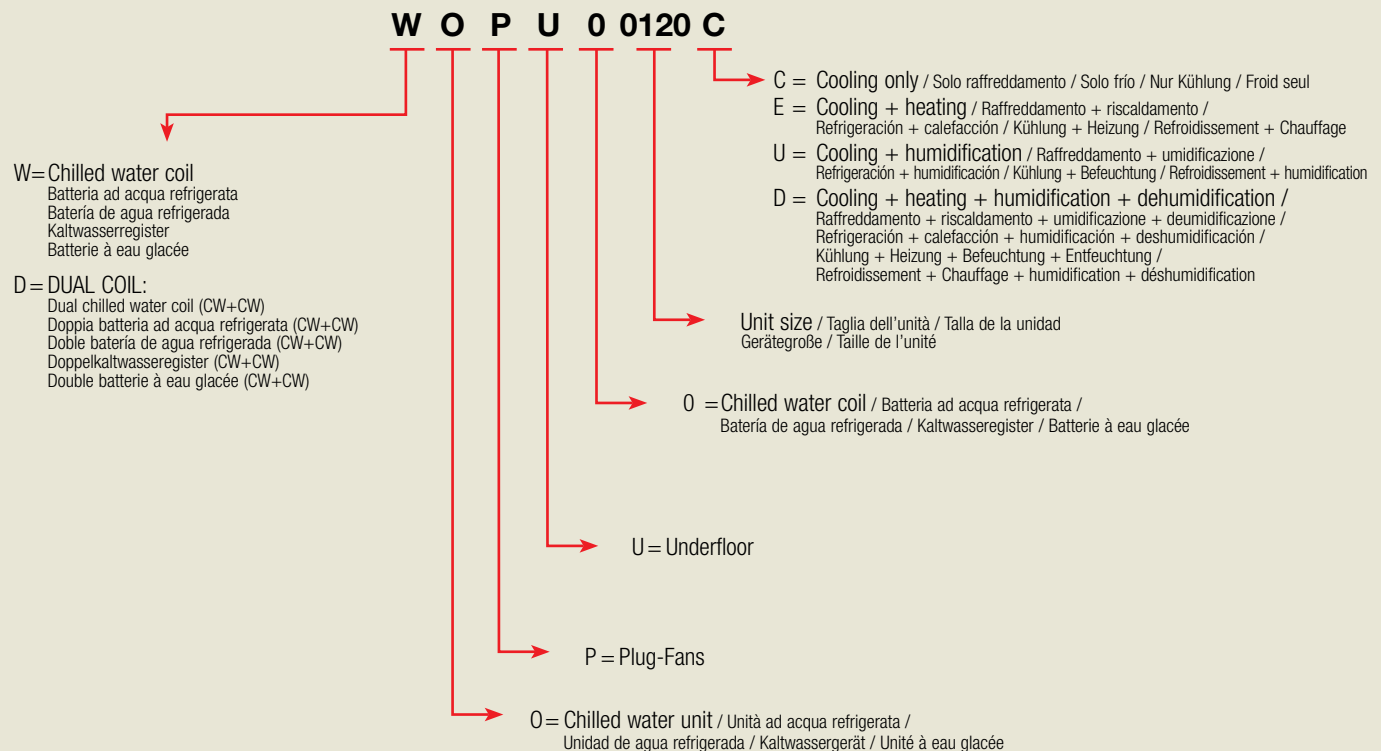 W O P U 0 0120 C
C = Cooling only / Solo raffreddamento / Solo frío / Nur Kühlung / Froid seul
E = Cooling + heating / Raffreddamento + riscaldamento /
Refrigeración + calefacción / Kühlung + Heizung / Refroidissement + Chauffage
U = Cooling + humidification / Raffreddamento + umidificazione /
Refrigeración + humidificación / Kühlung + Befeuchtung / Refroidissement + humidification
D = Cooling + heating + humidification + dehumidification /
Raffreddamento + riscaldamento + umidificazione + deumidificazione /
Refrigeración + calefacción + humidificación + deshumidificación /
Kühlung + Heizung + Befeuchtung + Entfeuchtung /
Refroidissement + Chauffage + humidification + déshumidification
W= Chilled water coil
Batteria ad acqua refrigerata
Batería de agua refrigerada
Kaltwasserregister
Batterie à eau glacée
D = DUAL COIL:
Dual chilled water coil (CW+CW)
Doppia batteria ad acqua refrigerata (CW+CW)
Doble batería de agua refrigerada (CW+CW)
Doppelkaltwasseregister (CW+CW)
Double batterie à eau glacée (CW+CW)
Unit size / Taglia dell'unità / Talla de la unidad
Gerätegroße / Taille de l'unité
0 = Chilled water coil / Batteria ad acqua refrigerata /
Batería de agua refrigerada / Kaltwasseregister / Batterie à eau glacée
U = Underfloor
P = Plug-Fans
O = Chilled water unit / Unità ad acqua refrigerata /
Unidad de agua refrigerada / Kaltwassergerät / Unité à eau glacée